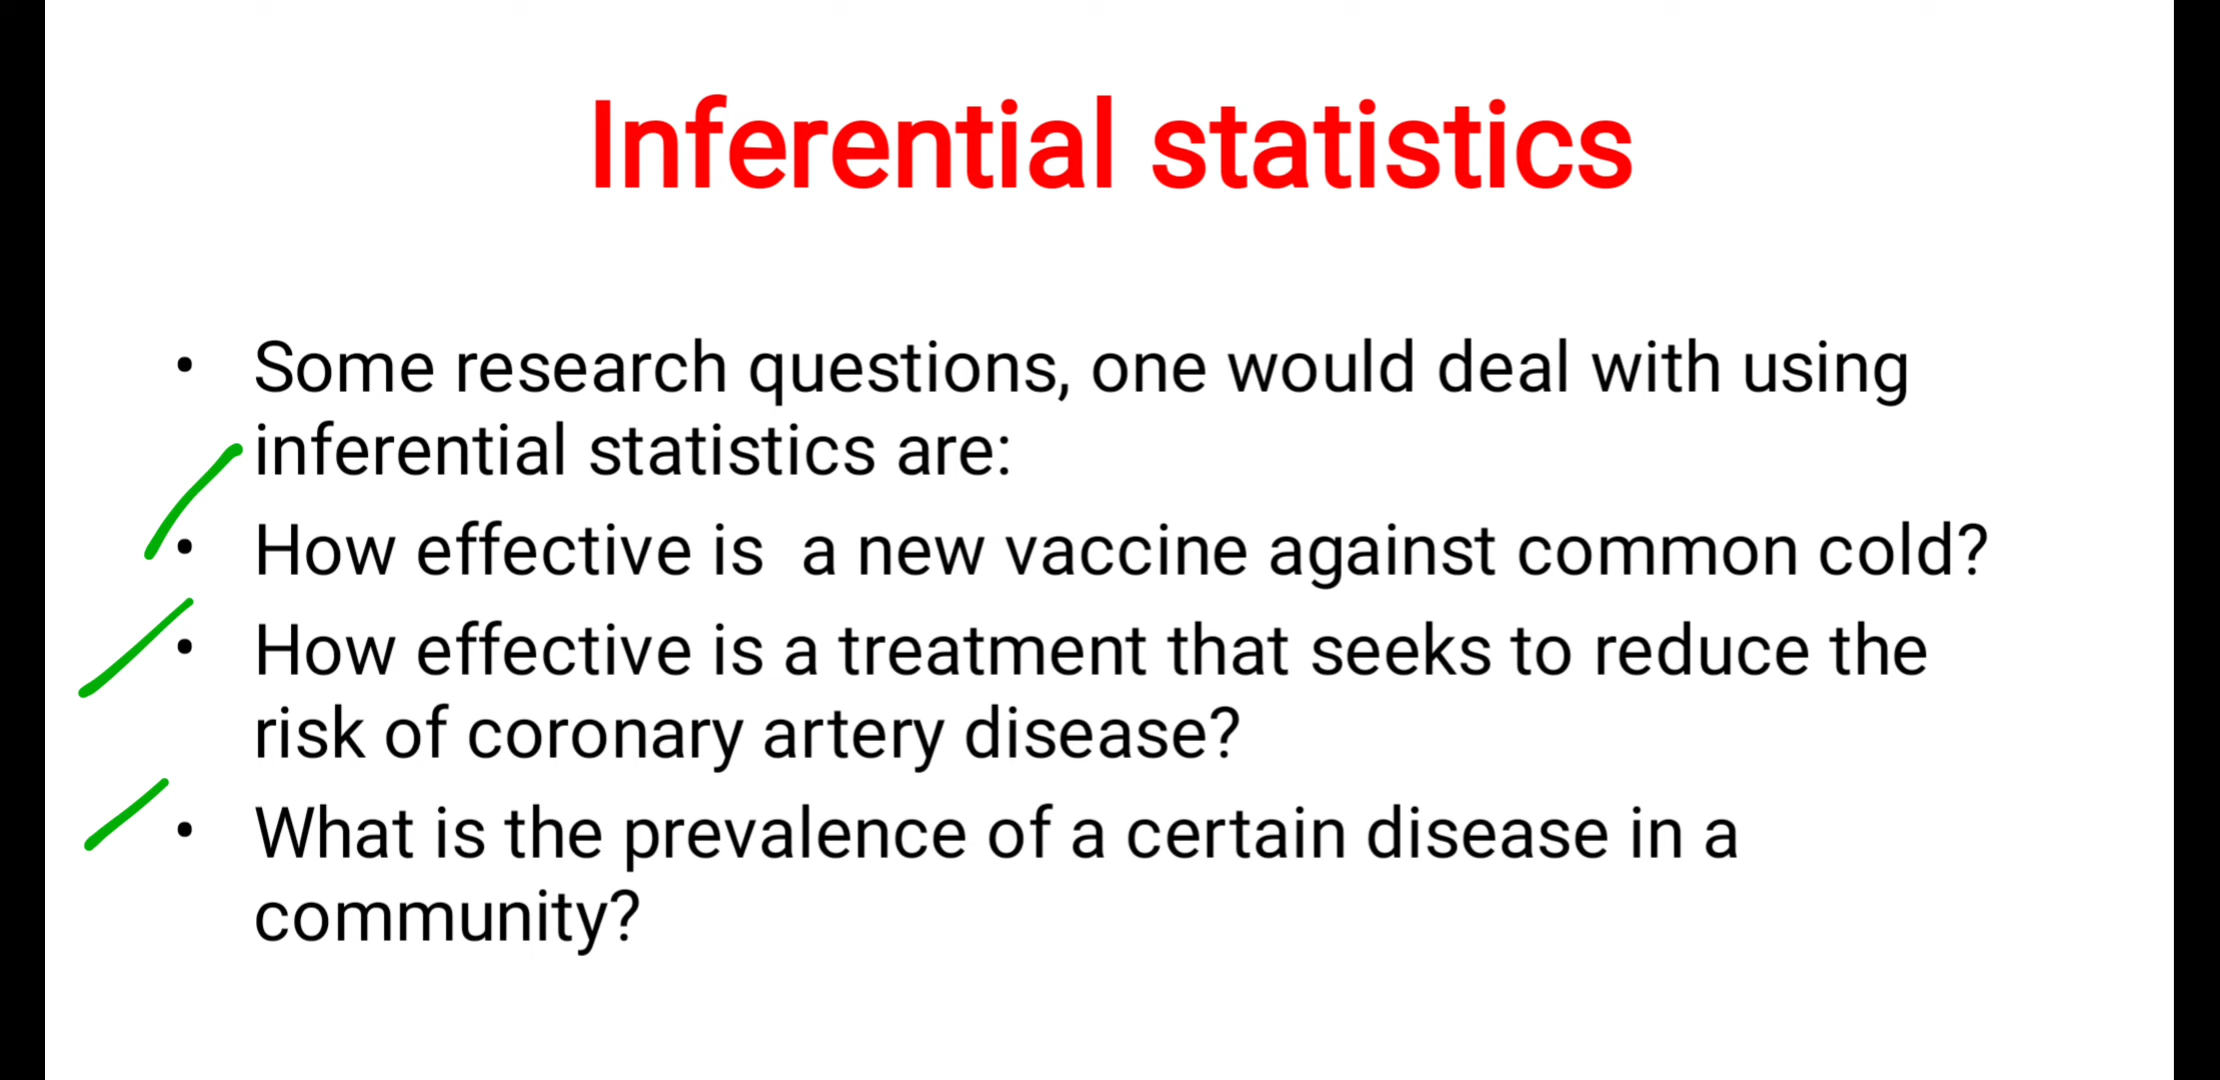 Inferential statistics
• Some research questions, one would deal with using
inferential statistics are:
• How effective is  a new vaccine against common cold?
• How effective is a treatment that seeks to reduce the
risk of coronary artery disease?
• What is the prevalence of a certain disease in a
community?